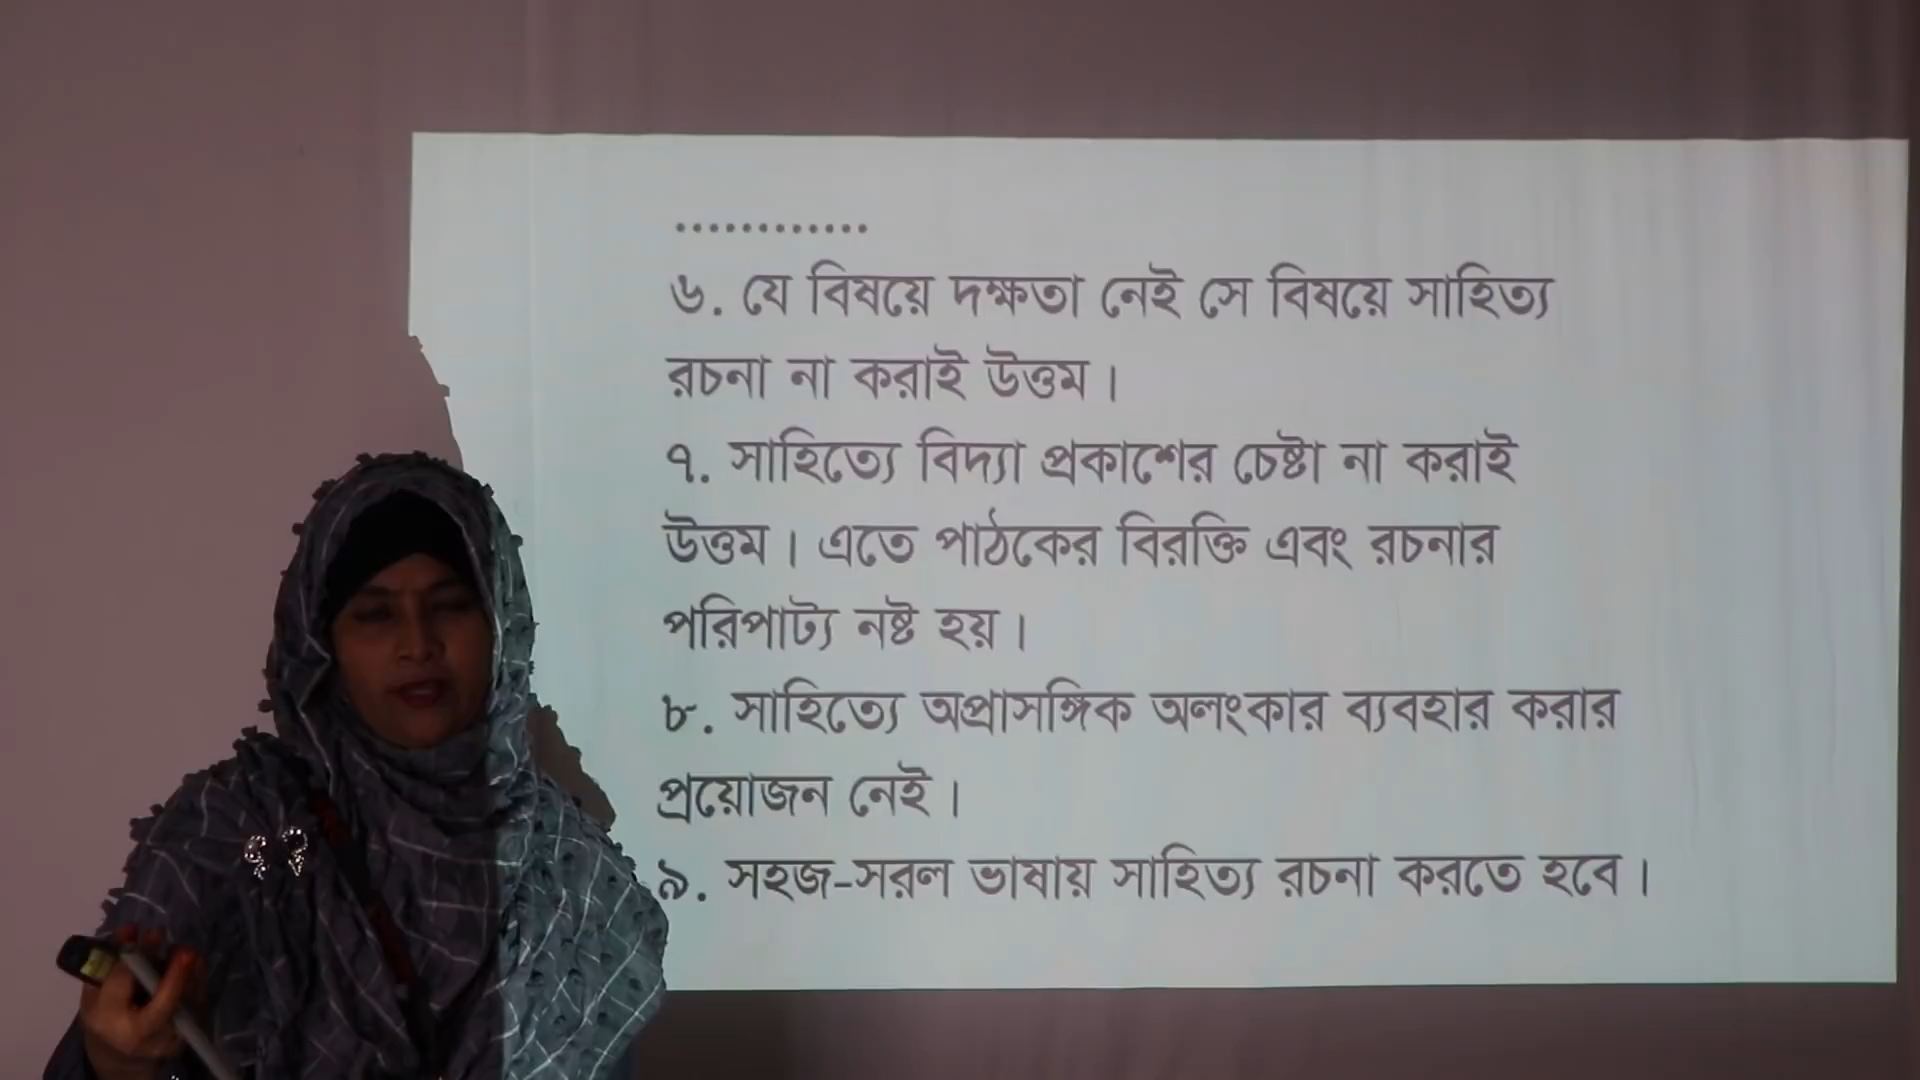 ............
৬. যে বিষয়ে দক্ষতা নেই সে বিষয়ে সাহিত্য
রচনা না করাই উত্তম।
৭. সাহিত্যে বিদ্যা প্রকাশের চেষ্টা না করাই
উত্তম। এতে পাঠকের বিরক্তি এবং রচনার
পরিপাট্য নষ্ট হয়।
৮. সাহিত্যে অপ্রাসঙ্গিক অলংকার ব্যবহার করার
প্রয়োজন নেই।
৯. সহজ-সরল ভাষায় সাহিত্য রচনা করতে হবে।